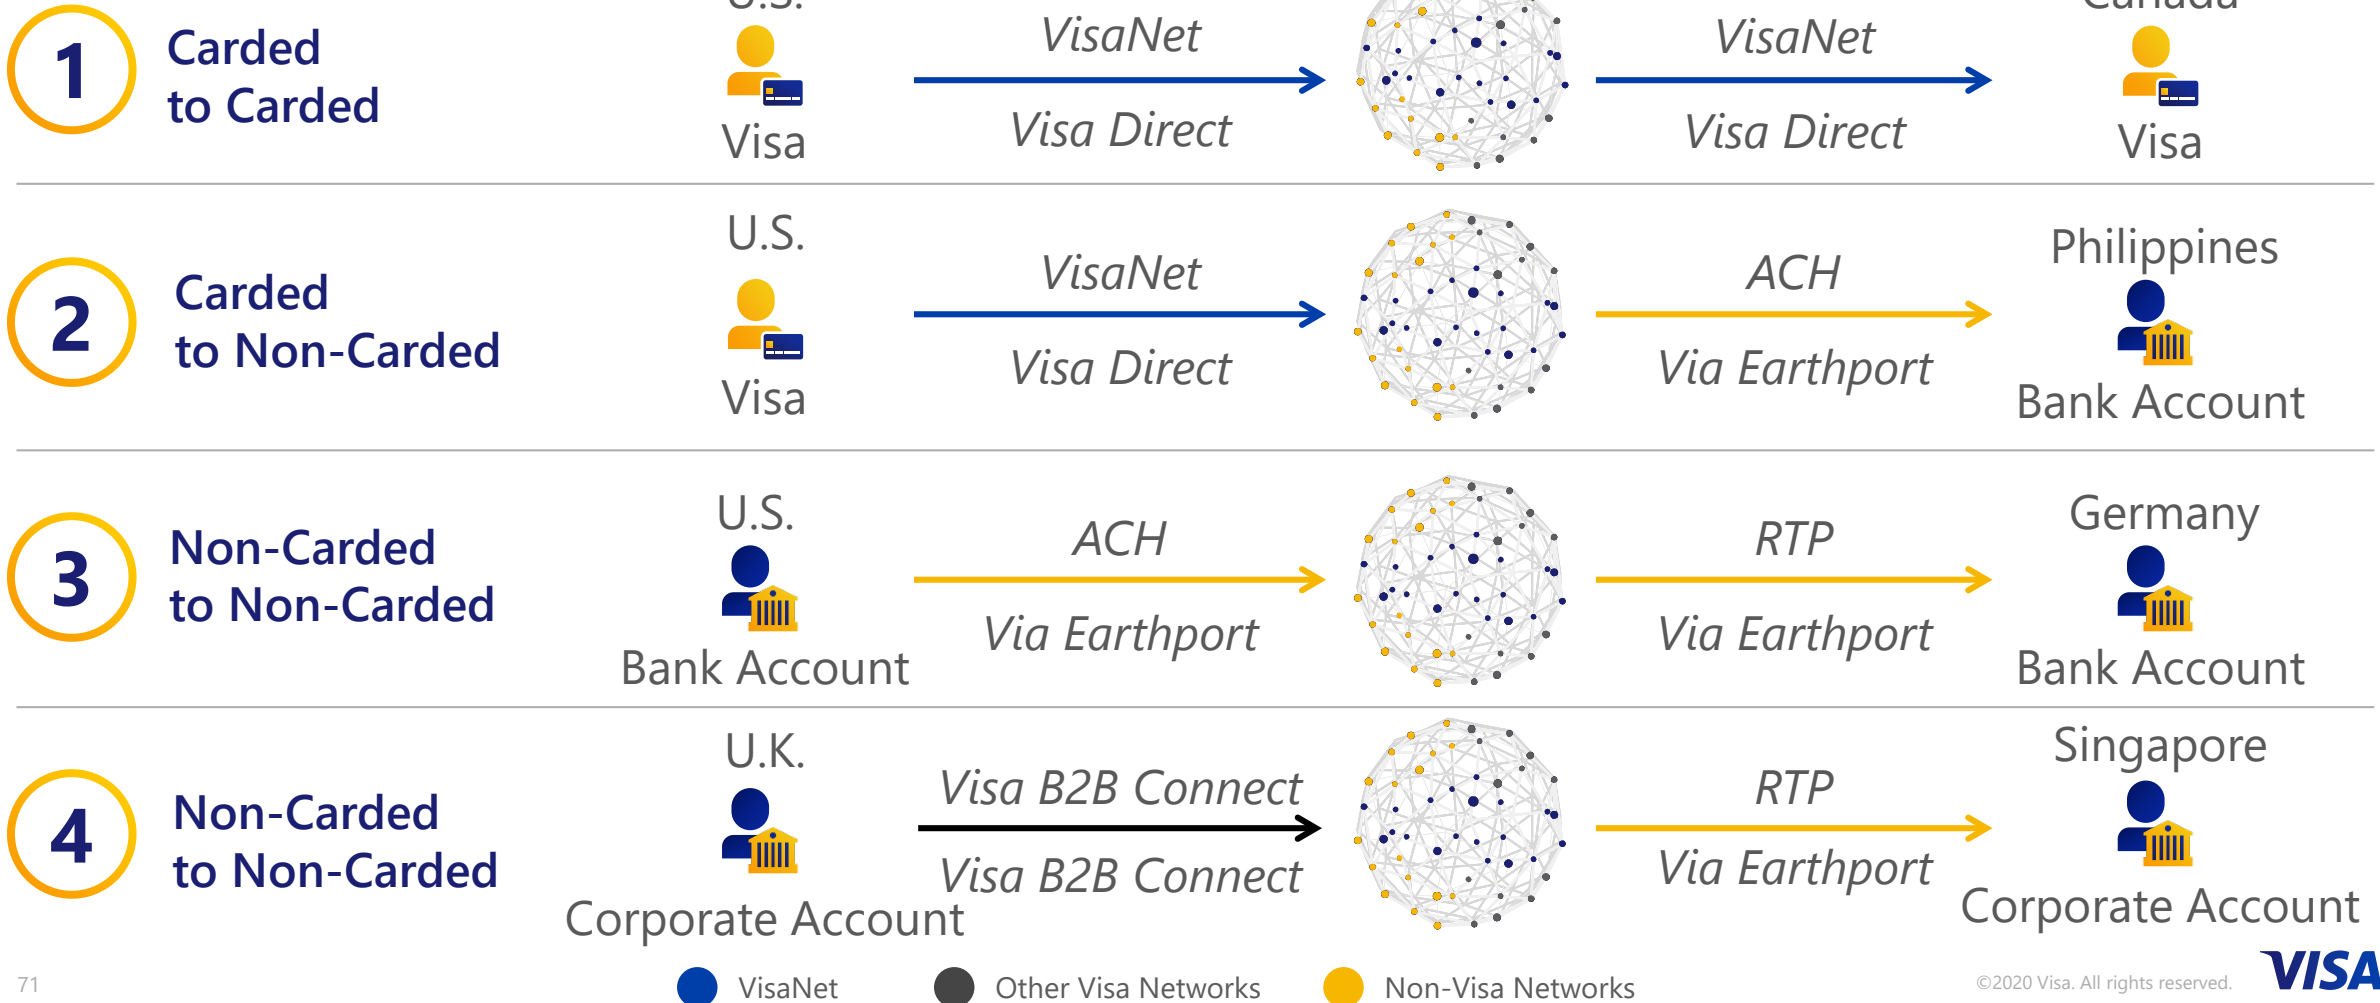 U.S.
Canada
1
Carded
to Carded
VisaNet
VisaNet
Visa Direct
Visa Direct
Visa
Visa
2
Carded
to Non-Carded
U.S.
Philippines
VisaNet
ACH
Visa Direct
Via Earthport
Visa
Bank Account
3
Non-Carded
to Non-Carded
U.S.
Germany
ACH
RTP
Via Earthport
Via Earthport
Bank Account
Bank Account
4
Non-Carded
to Non-Carded
U.K.
Singapore
Visa B2B Connect
RTP
Visa B2B Connect
Via Earthport
Corporate Account
Corporate Account
71
VisaNet
Other Visa Networks
Non-Visa Networks
©2020 Visa. All rights reserved.
VISA